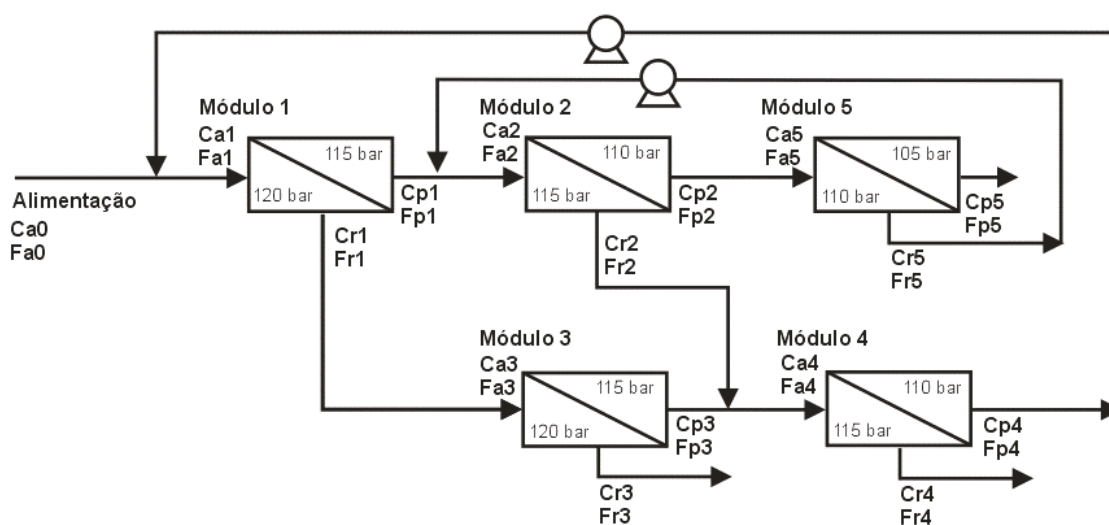 Módulo 1
Ca1
Fa1
115 bar
120 bar
Cp1
Fp1
Módulo 2
Ca2
Fa2
110 bar
115 bar
Cp2
Fp2
Módulo 5
Ca5
Fa5
105 bar
110 bar
Cp5
Fp5
Alimentação
Ca0
Fa0
Cr1
Fr1
Cr2
Fr2
Cr5
Fr5
Módulo 3
Ca3
Fa3
115 bar
120 bar
Cp3
Fp3
Módulo 4
Ca4
Fa4
110 bar
115 bar
Cp4
Fp4
Cr3
Fr3
Cr4
Fr4